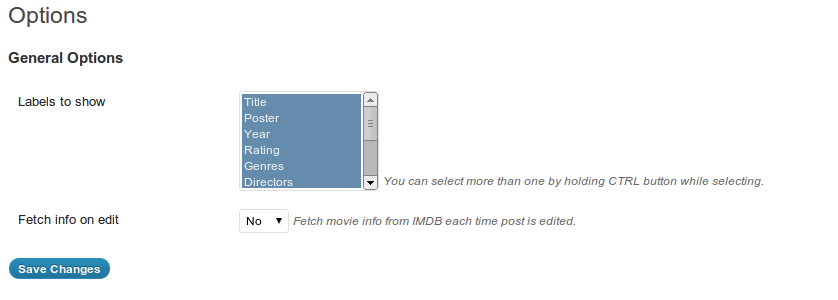 Options
General Options
Labels to show
Title
Poster
Year
Rating
Genres
Directors
You can select more than one by holding CTRL button while selecting.
Fetch info on edit
No
Fetch movie info from IMDB each time post is edited.
Save Changes